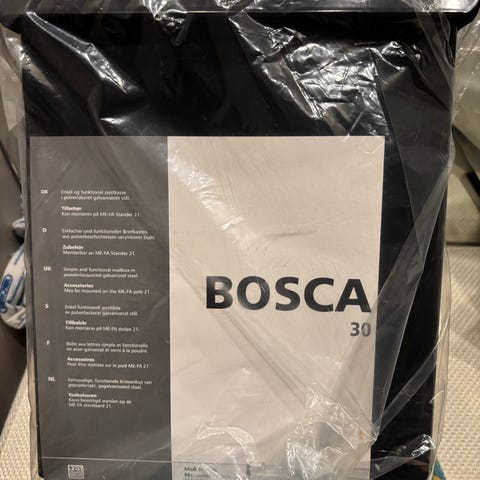 DK
Enkel og funktionel postkasse
i pulverlakeret galvaniseret stål.
Tilbehør
Kan monteres på ME-FA Stander 21.
D
Einfacher und funktioneller Briefkasten
aus pulverbeschichtetem verzinktem Stahl.
Zubehör
Montierbar an ME-FA Ständer 21.
UK
Simple and functional mailbox in
powderlacquared galvanized steel.
Accessories
May be mounted on the ME-FA pole 21.
S
Enkel funktionell postlåda
av pulverlackerat galvaniserat stål.
Tillbehör
Kan monteras på ME-FA stolpe 21.
F
Boîte aux lettres simple et fonctionelle
en acier galvanisé et verni à la poudre.
Accessoires
Peut être montée sur le pied ME-FA 21.
NL
Eenvoudige, functionele brievenbus van
gepoederlakt, gegalvaniseerd staal.
Toebehoren
Kann bevestigd worden op de
ME-FA standaard 21.
BOSCA
30